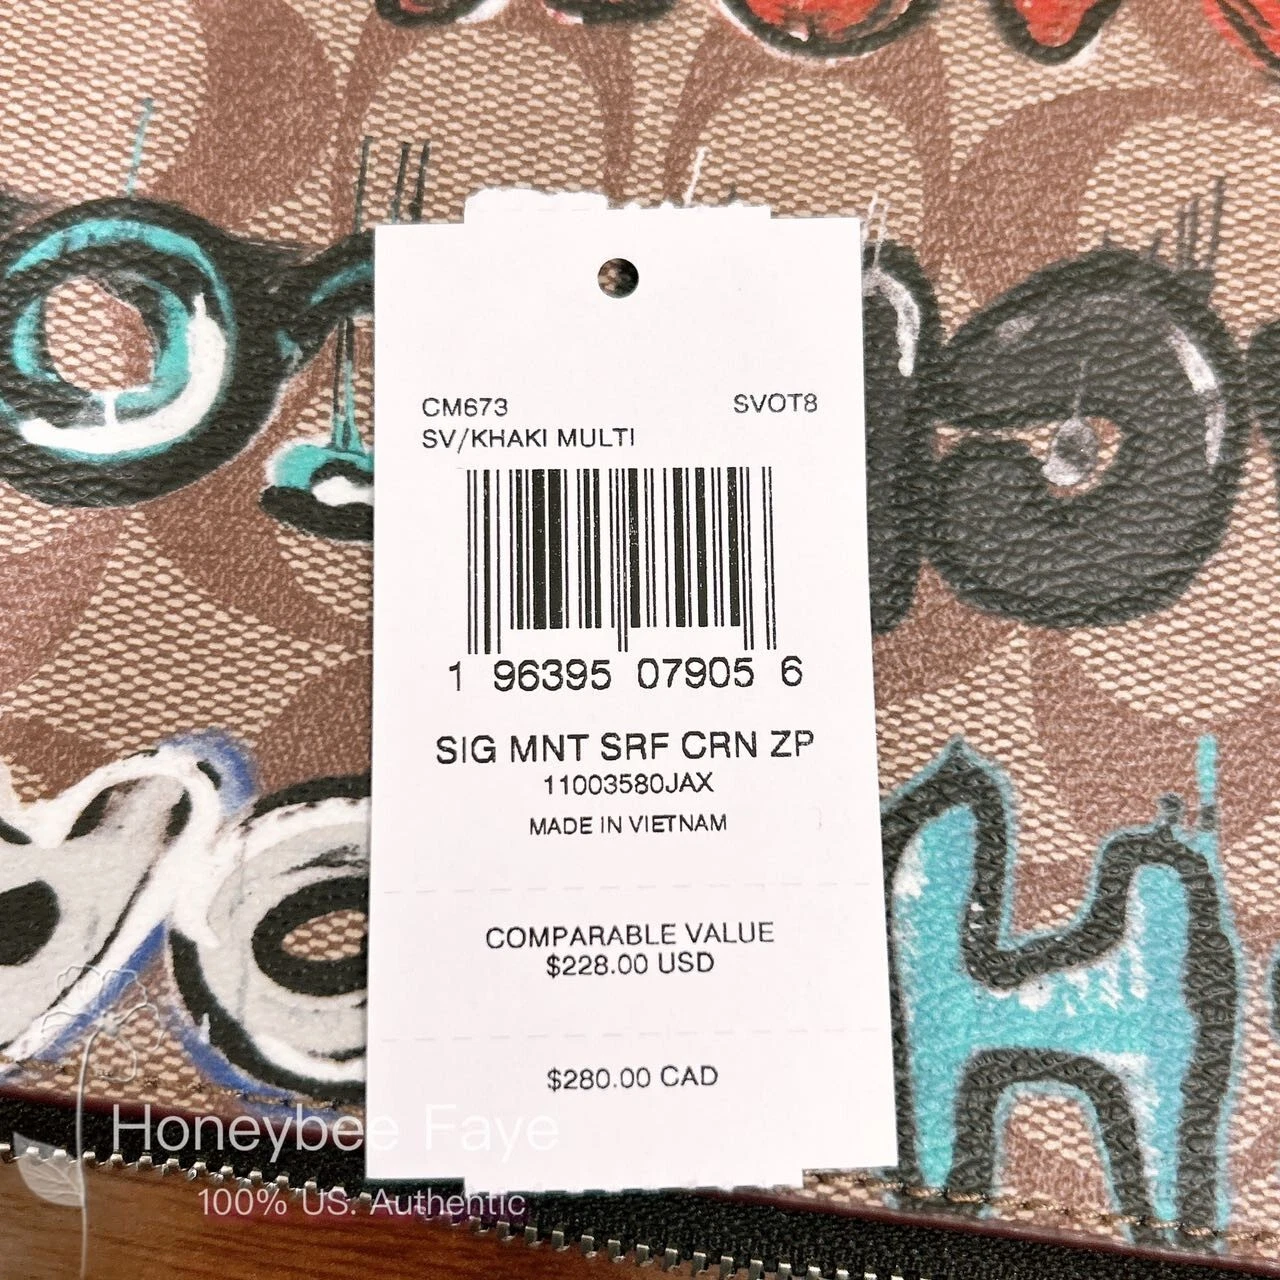 CM673 SVOT8
SV/KHAKI MULTI
1 96395 07905 6
SIG MNT SRF CRN ZP
11003580JAX
MADE IN VIETNAM
COMPARABLE VALUE
$228.00 USD
$280.00 CAD
Honeybee Faye
100% US. Authentic